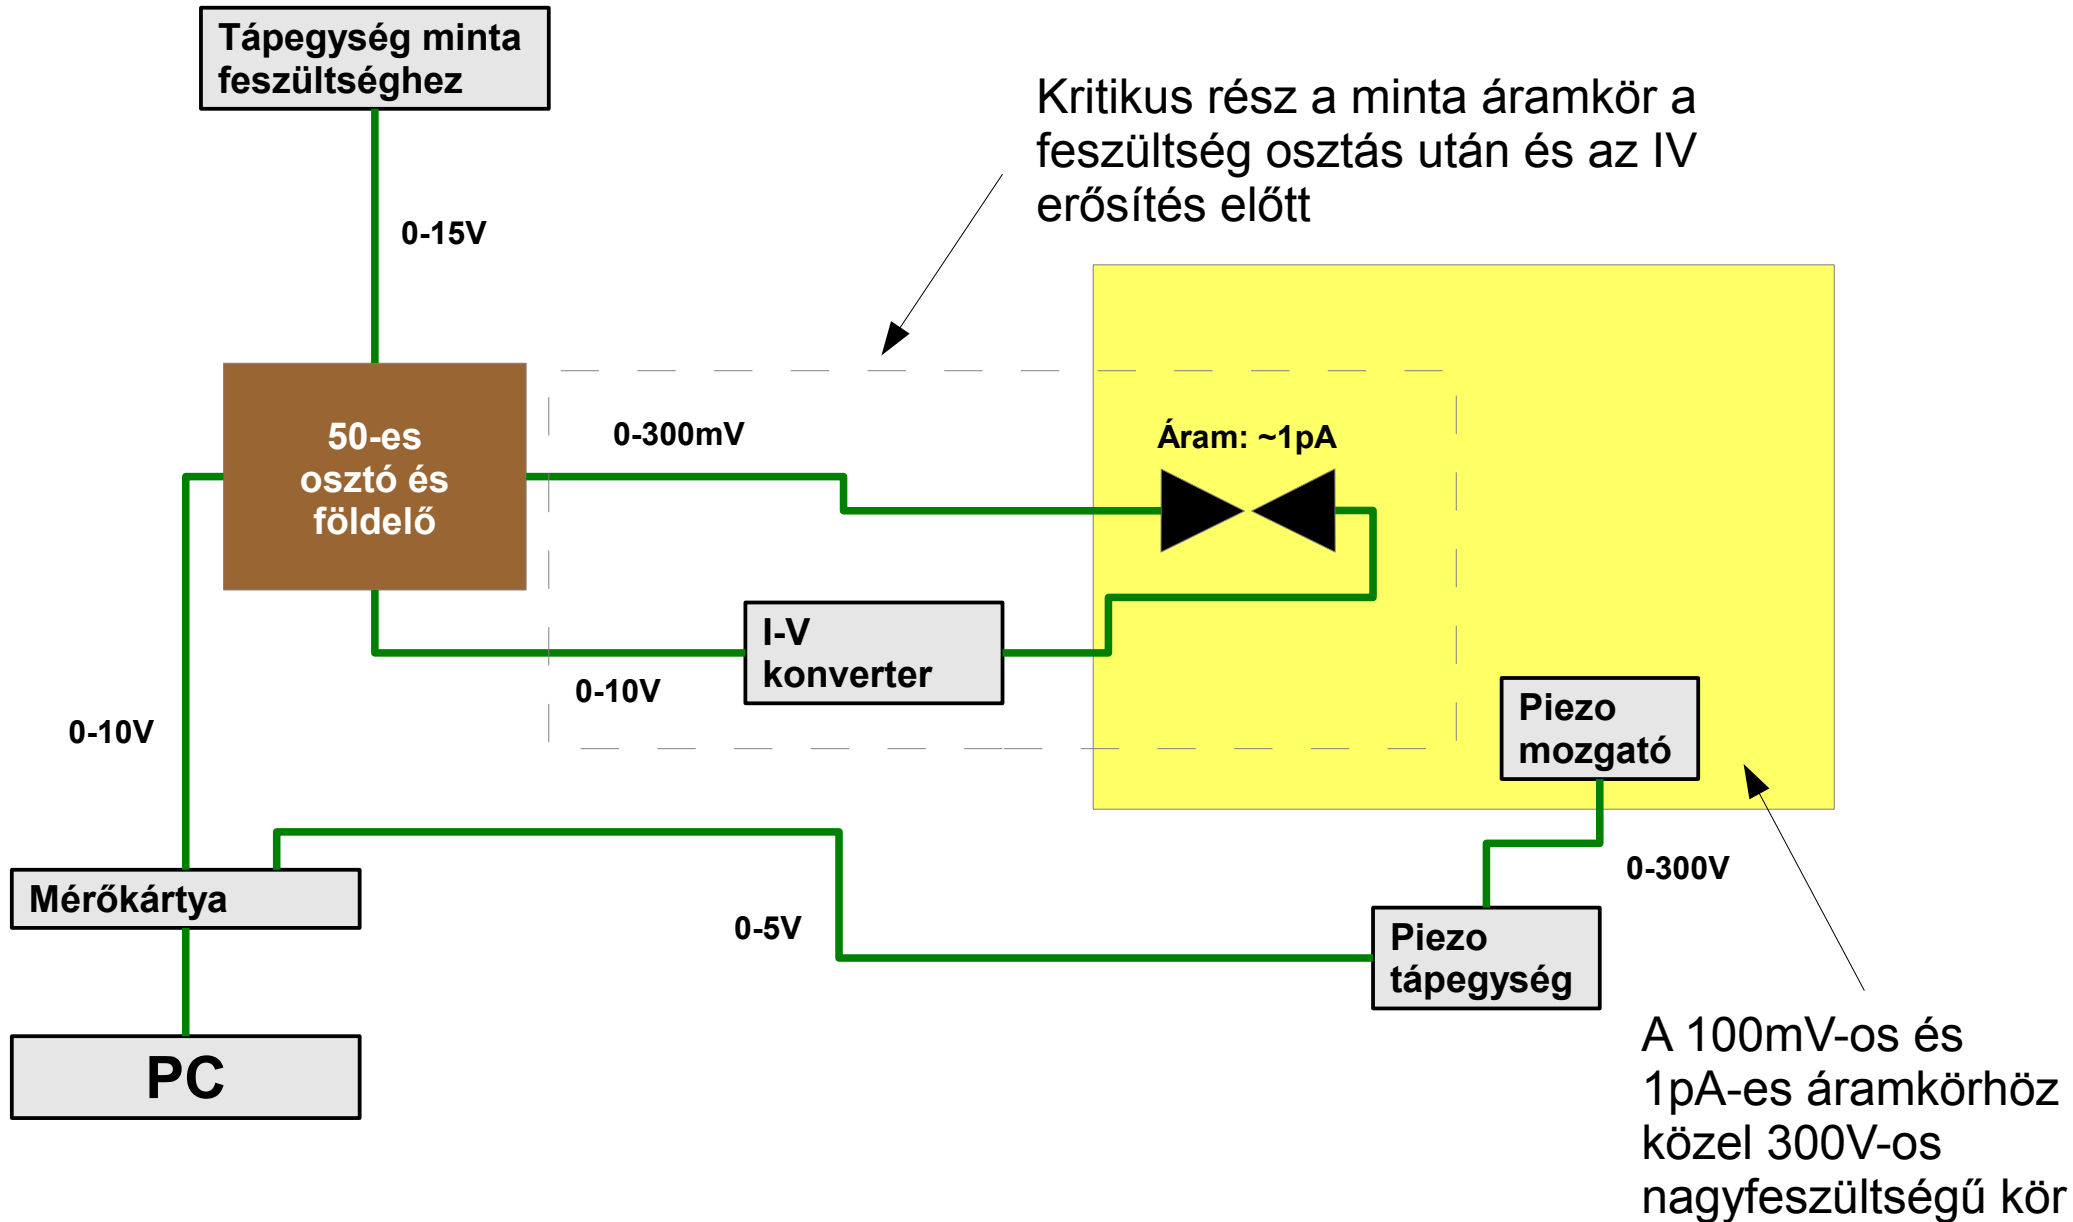 Tápegység minta
feszültséghez
Kritikus rész a minta áramkör a
feszültség osztás után és az IV
erősítés előtt
0-15V
50-es
osztó és
földelő
0-300mV
Áram: ~1pA
I-V
konverter
0-10V
0-10V
Piezo
mozgató
0-300V
Mérőkártya
0-5V
Piezo
tápegység
PC
A 100mV-os és
1pA-es áramkörhöz
közel 300V-os
nagyfeszültségű kör